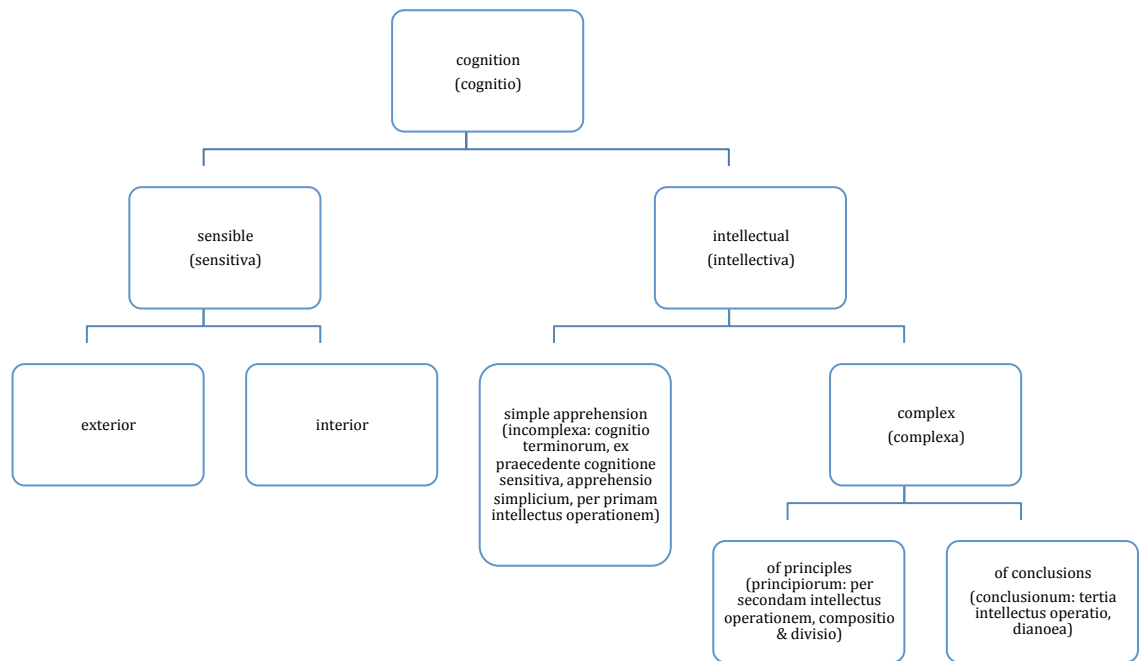 cognition
(cognitio)
sensible
(sensitiva)
intellectual
(intellectiva)
exterior
interior
simple apprehension
(incomplexa: cognitio
terminorum, ex
praecedente cognitione
sensitiva, apprehensio
simplicium, per primam
intellectus operationem)
complex
(complexa)
of principles
(principiorum: per
secondam intellectus
operationem, compositio
& divisio)
of conclusions
(conclusionum: tertia
intellectus operatio,
dianoea)